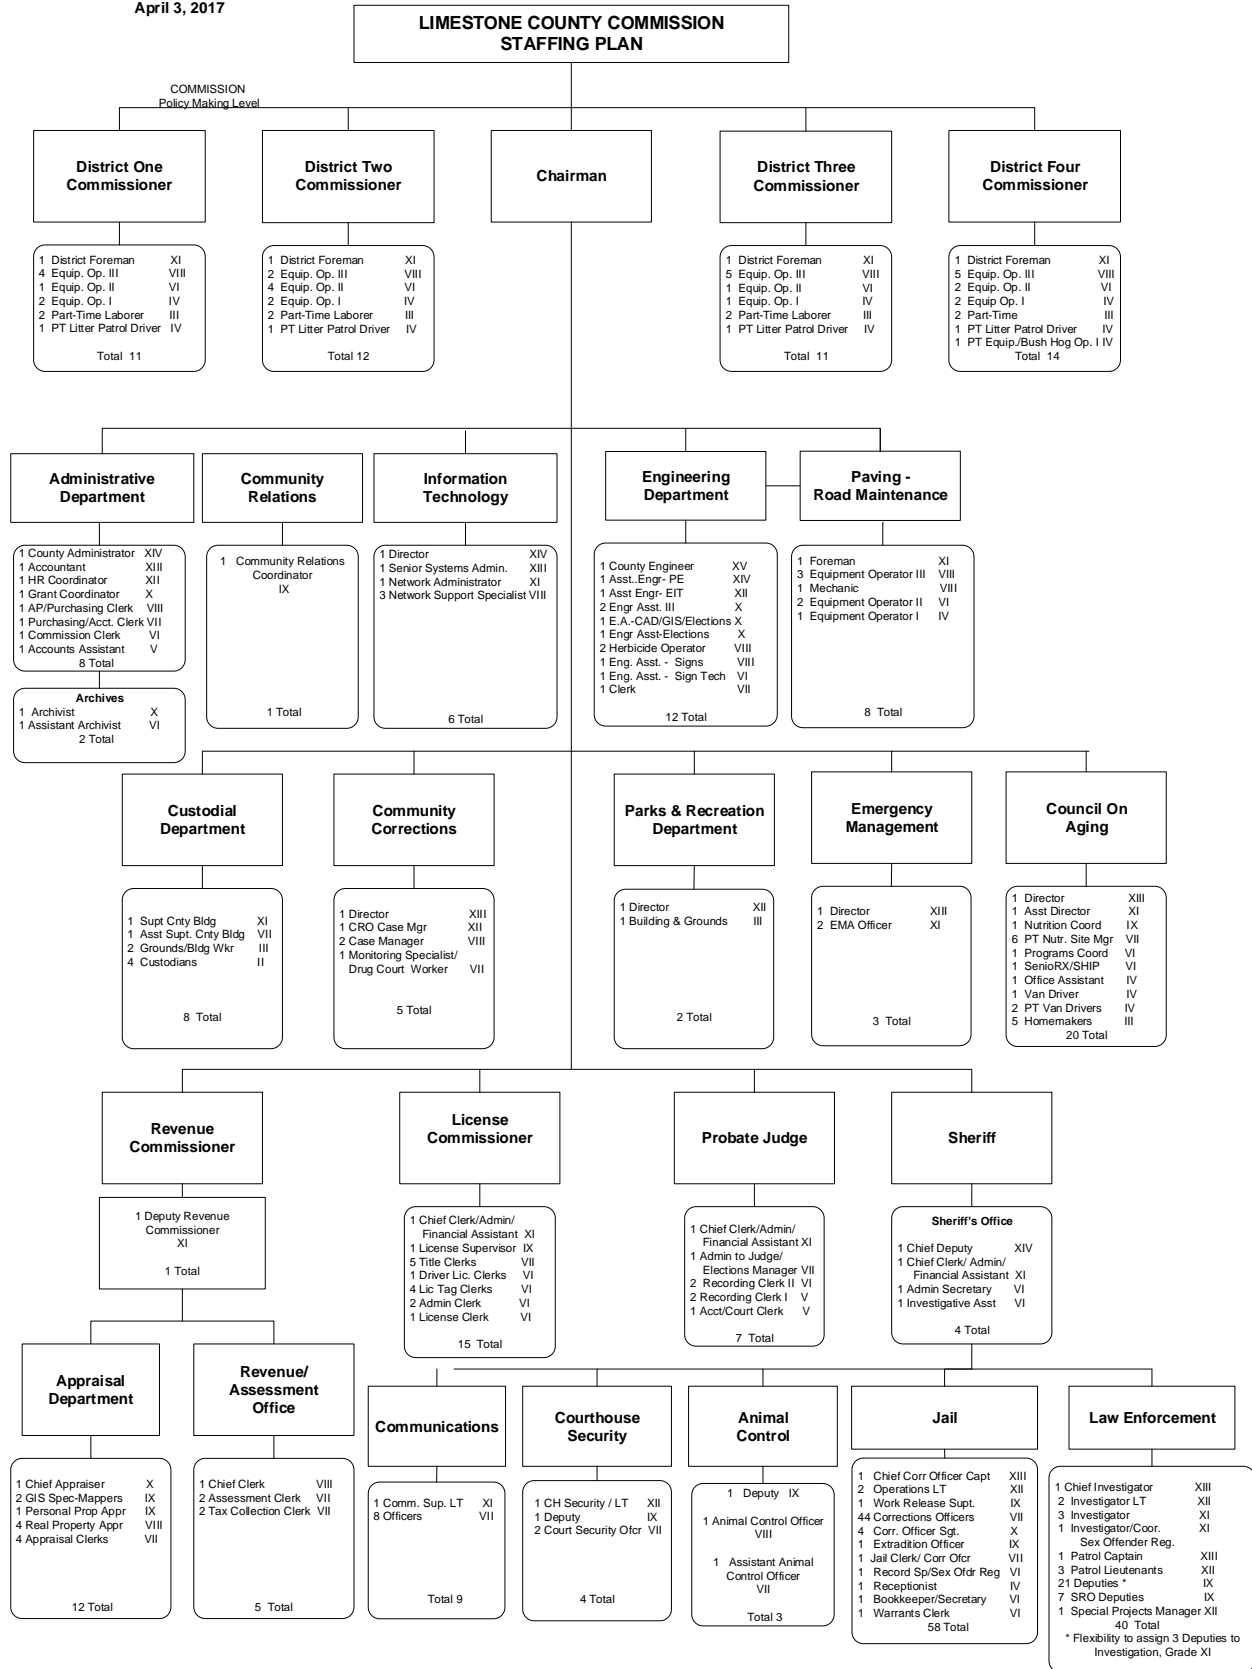 April 3, 2017
LIMESTONE COUNTY COMMISSION
STAFFING PLAN
COMMISSION
Policy Making Level
District One
Commissioner
District Two
Commissioner
Chairman
District Three
Commissioner
District Four
Commissioner
1 District Foreman XI
4 Equip. Op. III VIII
1 Equip. Op. II VI
2 Equip. Op. I IV
2 Part-Time Laborer III
1 PT Litter Patrol Driver IV
Total 11
1 District Foreman XI
2 Equip. Op. III VIII
4 Equip. Op. II VI
2 Equip. Op. I IV
2 Part-Time Laborer III
1 PT Litter Patrol Driver IV
Total 12
1 District Foreman XI
5 Equip. Op. III VIII
1 Equip. Op. II VI
1 Equip. Op. I IV
2 Part-Time Laborer III
1 PT Litter Patrol Driver IV
Total 11
1 District Foreman XI
5 Equip. Op. III VIII
2 Equip. Op. II VI
2 Equip Op. I IV
2 Part-Time III
1 PT Litter Patrol Driver IV
1 PT Equip./Bush Hog Op. I IV
Total 14
Administrative
Department
Community
Relations
Information
Technology
Engineering
Department
Paving -
Road Maintenance
1 County Administrator XIV
1 Accountant XIII
1 HR Coordinator XII
1 Grant Coordinator X
1 AP/Purchasing Clerk VIII
1 Purchasing/Acct. Clerk VII
1 Commission Clerk VI
1 Accounts Assistant V
8 Total
Archives
1 Archivist X
1 Assistant Archivist VI
2 Total
1 Community Relations
Coordinator
IX
1 Total
1 Director XIV
1 Senior Systems Admin. XIII
1 Network Administrator XI
3 Network Support Specialist VIII
6 Total
1 County Engineer XV
1 Asst..Engr- PE XIV
1 Asst Engr- EIT XII
2 Engr Asst. III X
1 E.A.-CAD/GIS/Elections X
1 Engr Asst-Elections X
2 Herbicide Operator VIII
1 Eng. Asst. - Signs VIII
1 Eng. Asst. - Sign Tech VI
1 Clerk VII
12 Total
1 Foreman XI
3 Equipment Operator III VIII
1 Mechanic VIII
2 Equipment Operator II VI
1 Equipment Operator I IV
8 Total
Custodial
Department
Community
Corrections
Parks & Recreation
Department
Emergency
Management
Council On
Aging
1 Supt Cnty Bldg XI
1 Asst Supt. Cnty Bldg VII
2 Grounds/Bldg Wkr III
4 Custodians II
8 Total
1 Director XIII
1 CRO Case Mgr XII
2 Case Manager VIII
1 Monitoring Specialist/
Drug Court Worker VII
5 Total
1 Director XII
1 Building & Grounds III
2 Total
1 Director XIII
2 EMA Officer XI
3 Total
1 Director XIII
1 Asst Director XI
1 Nutrition Coord IX
6 PT Nutr. Site Mgr VII
1 Programs Coord VI
1 SenioRX/SHIP VI
1 Office Assistant IV
1 Van Driver IV
2 PT Van Drivers IV
5 Homemakers III
20 Total
Revenue
Commissioner
License
Commissioner
Probate Judge
Sheriff
1 Deputy Revenue
Commissioner
XI
1 Total
1 Chief Clerk/Admin/
Financial Assistant XI
1 License Supervisor IX
5 Title Clerks VII
1 Driver Lic. Clerks VI
4 Lic Tag Clerks VI
2 Admin Clerk VI
1 License Clerk VI
15 Total
1 Chief Clerk/Admin/
Financial Assistant XI
1 Admin to Judge/
Elections Manager VII
2 Recording Clerk II VI
2 Recording Clerk I V
1 Acct/Court Clerk V
7 Total
Sheriff's Office
1 Chief Deputy XIV
1 Chief Clerk/ Admin/
Financial Assistant XI
1 Admin Secretary VI
1 Investigative Asst VI
4 Total
Appraisal
Department
Revenue/
Assessment
Office
Communications
Courthouse
Security
Animal
Control
Jail
Law Enforcement
1 Chief Appraiser X
2 GIS Spec-Mappers IX
1 Personal Prop Appr IX
4 Real Property Appr VIII
4 Appraisal Clerks VII
12 Total
1 Chief Clerk VIII
2 Assessment Clerk VII
2 Tax Collection Clerk VII
5 Total
1 Comm. Sup. LT XI
8 Officers VII
Total 9
1 CH Security / LT XII
1 Deputy IX
2 Court Security Ofcr VII
4 Total
1 Deputy IX
1 Animal Control Officer
VIII
1 Assistant Animal
Control Officer
VII
Total 3
1 Chief Corr Officer Capt XIII
2 Operations LT XII
1 Work Release Supt. IX
44 Corrections Officers VII
4 Corr. Officer Sgt. X
1 Extradition Officer IX
1 Jail Clerk/ Corr Ofcr VII
1 Record Sp/Sex Ofdr Reg VI
1 Receptionist IV
1 Bookkeeper/Secretary VI
1 Warrants Clerk VI
58 Total
1 Chief Investigator XIII
2 Investigator LT XII
3 Investigator XI
1 Investigator/Coor. XI
Sex Offender Reg.
1 Patrol Captain XIII
3 Patrol Lieutenants XII
21 Deputies * IX
7 SRO Deputies IX
1 Special Projects Manager XII
40 Total
* Flexibility to assign 3 Deputies to
Investigation, Grade XI